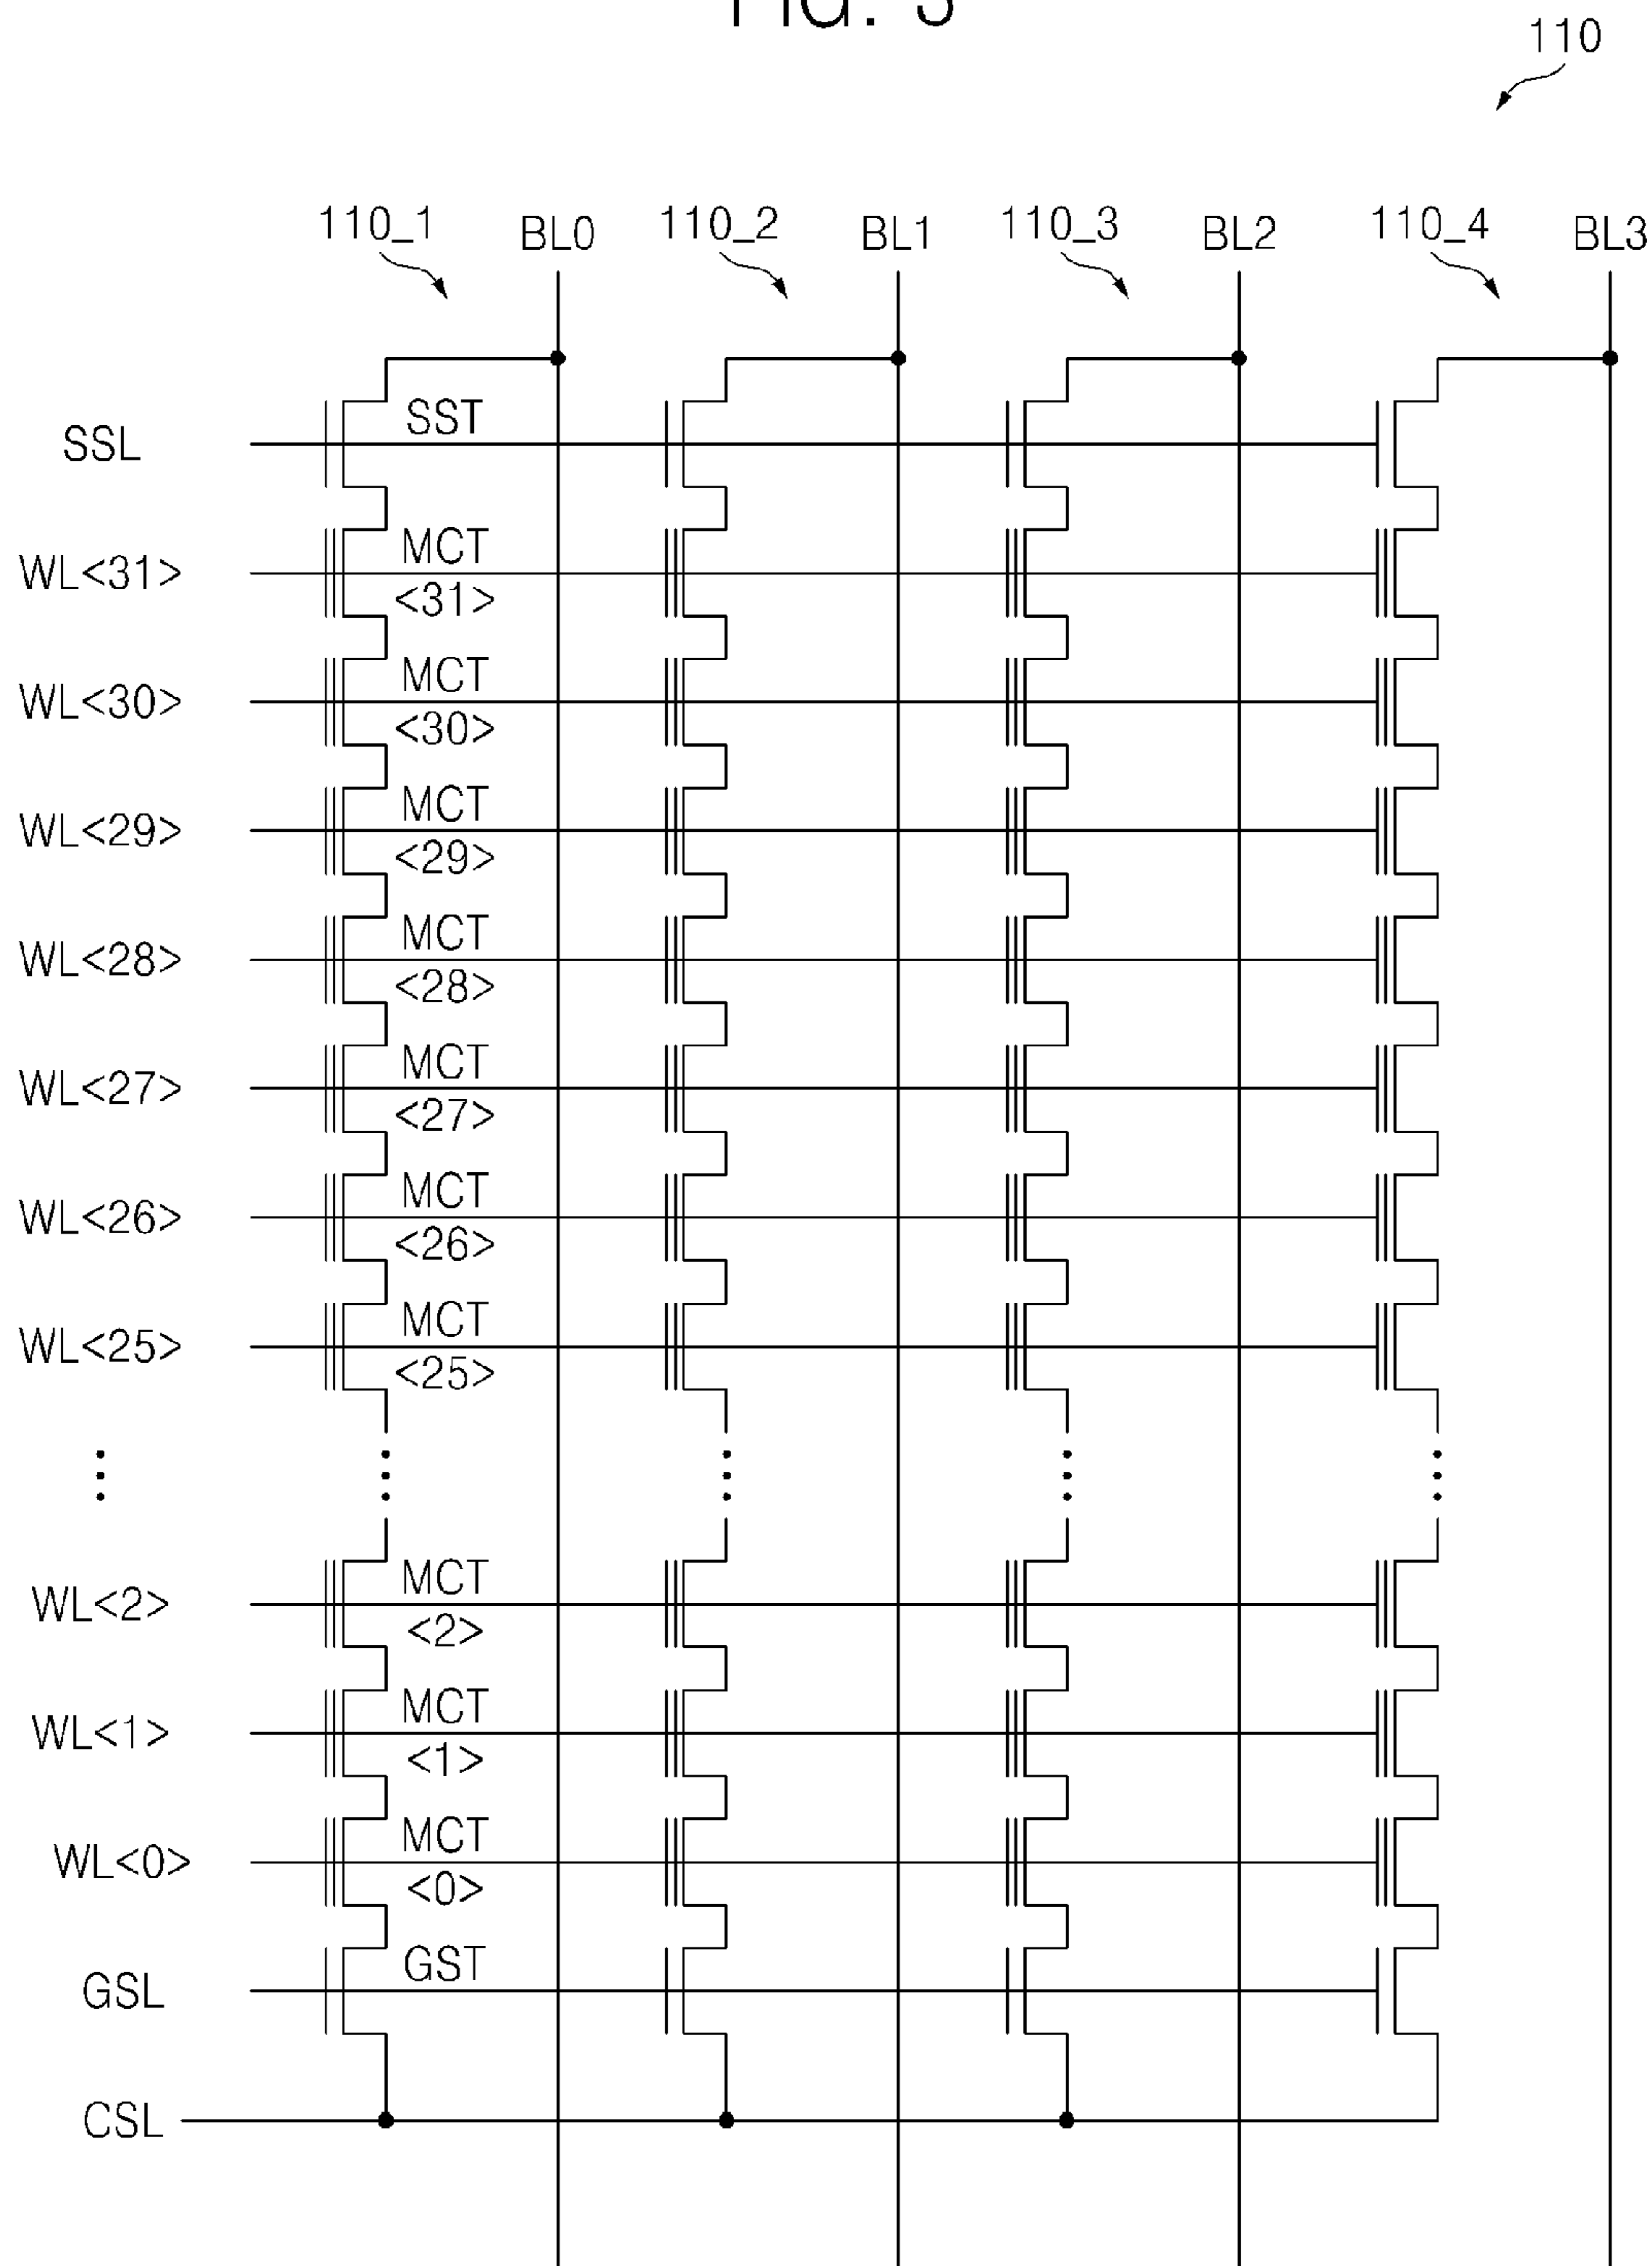 FIG. 3
110
110_1 BL0 110_2 BL1 110_3 BL2 110_4 BL3
SSL SST
WL<31> MCT
<31>
WL<30> MCT
<30>
WL<29> MCT
<29>
WL<28> MCT
<28>
WL<27> MCT
<27>
WL<26> MCT
<26>
WL<25> MCT
<25>
WL<2> MCT
<2>
WL<1> MCT
<1>
WL<0> MCT
<0>
GSL GST
CSL